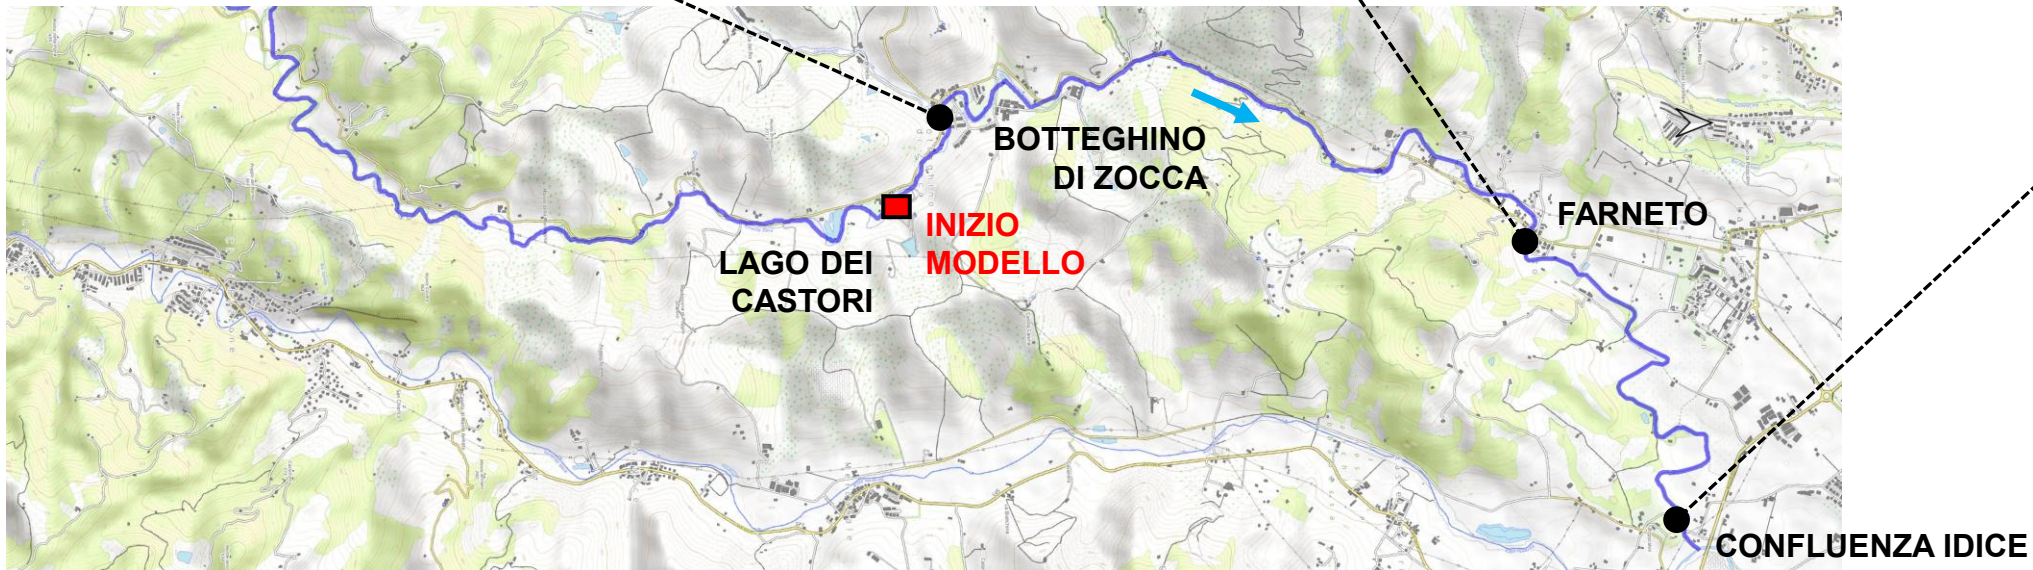 BOTTEGHINO
DI ZOCCA
FARNETO
INIZIO
MODELLO
LAGO DEI
CASTORI
CONFLUENZA IDICE